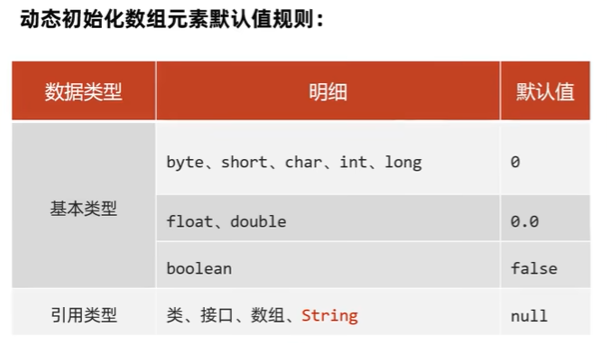 动态初始化数组元素默认值规则：
数据类型 明细 默认值
基本类型
byte、short、char、int、long 0
float、double 0.0
boolean false
引用类型 类、接口、数组、String null